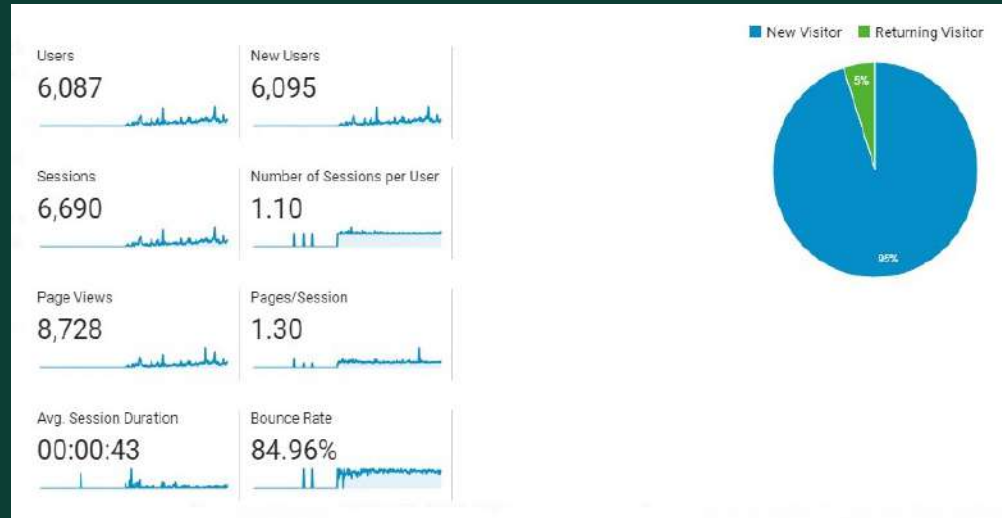 New Visitor Returning Visitor
Users
6,087
New Users
6,095
Sessions
6,690
Number of Sessions per User
1.10
Page Views
8,728
Pages/Session
1.30
Avg. Session Duration
00:00:43
Bounce Rate
84.96%
5%
95%